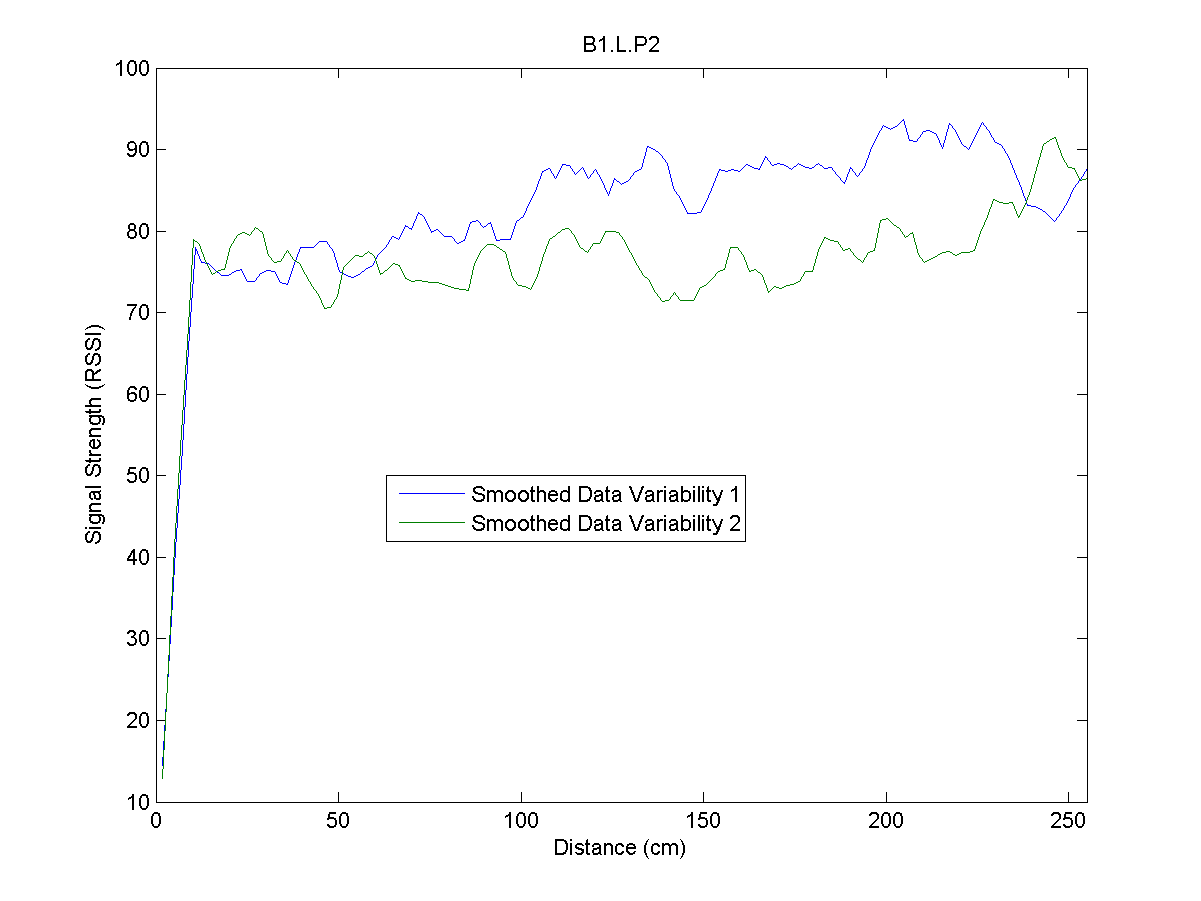 B1.L.P2
100
90
80
70
60
50
40
30
20
10
Signal Strength (RSSI)
Smoothed Data Variability 1
Smoothed Data Variability 2
0 50 100 150 200 250
Distance (cm)